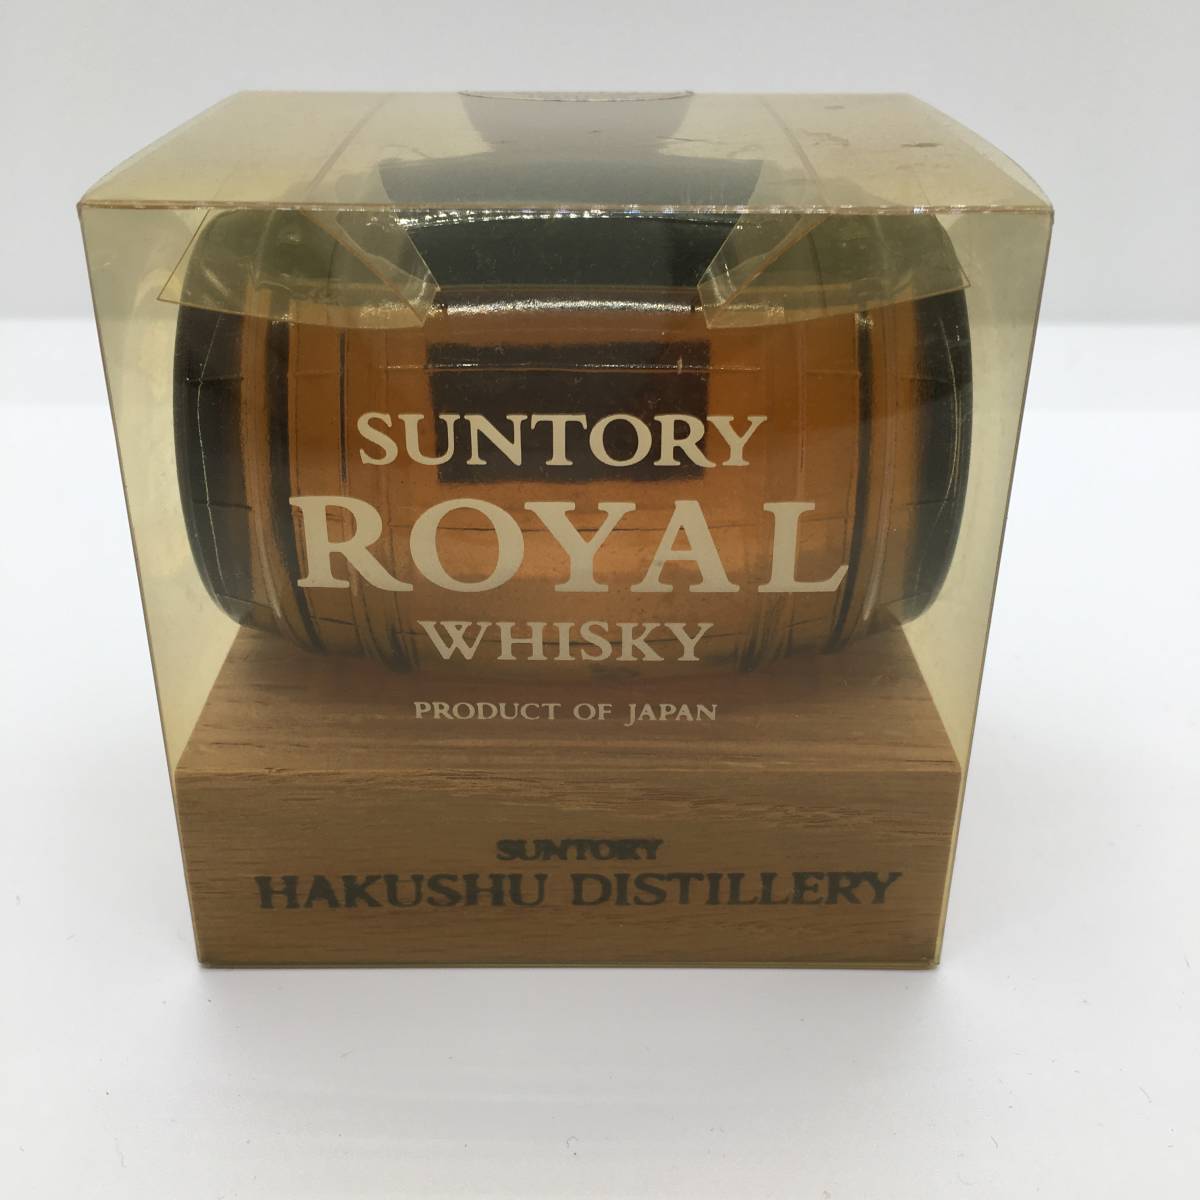 SUNTORY
ROYAL
WHISKY
PRODUCT OF JAPAN
SUNTORY
HAKUSHU DISTILLERY